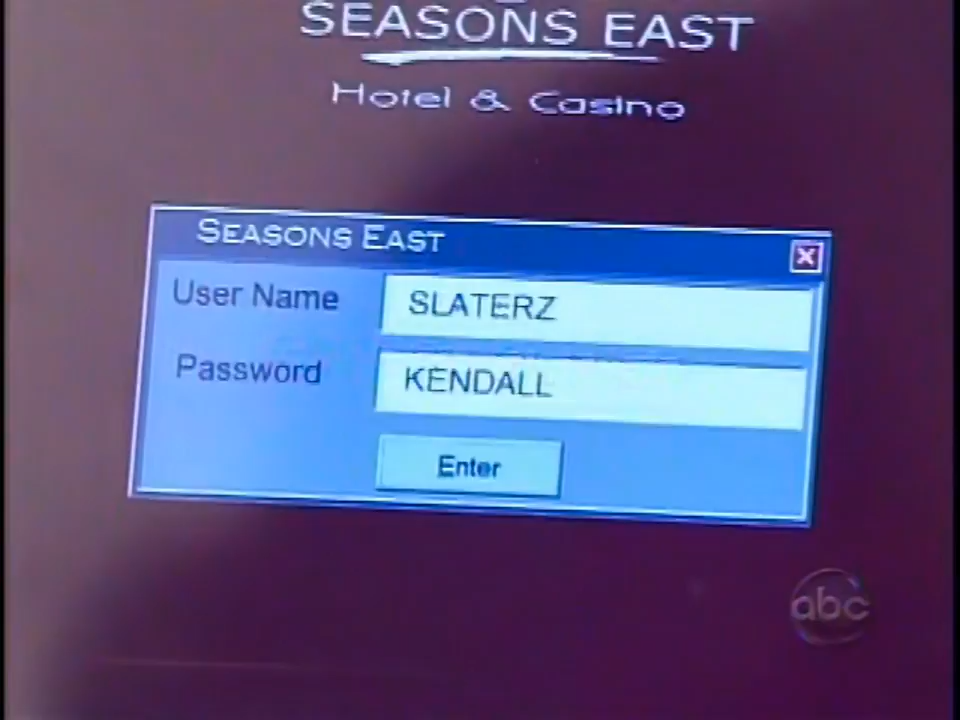 SEASONS EAST
Hotel & Casino
SEASONS EAST
User Name
SLATERZ
Password
KENDALL
Enter
abc